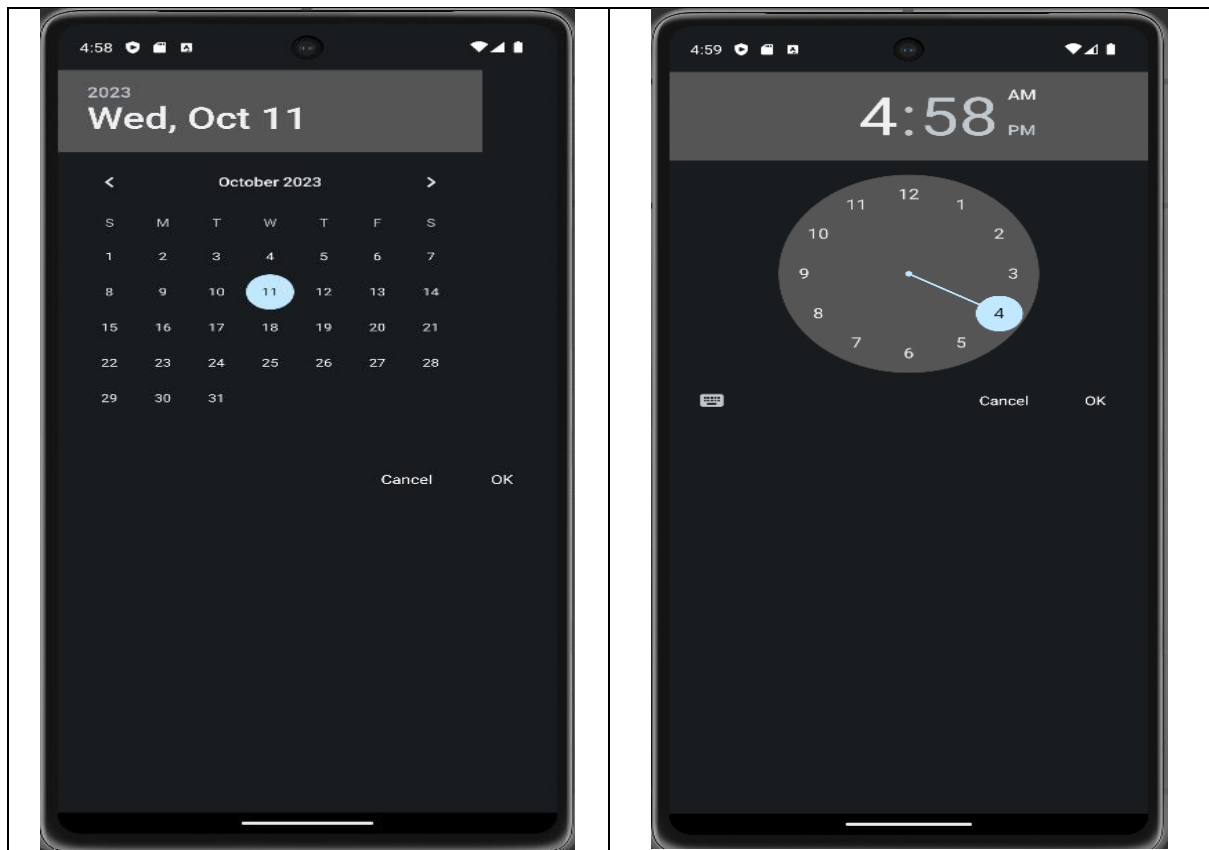 4:58
2023
Wed, Oct 11
October 2023
S M T W T F S
1 2 3 4 5 6 7
8 9 10 11 12 13 14
15 16 17 18 19 20 21
22 23 24 25 26 27 28
29 30 31
Cancel OK
4:59
4:58 AM
PM
12
11 1
10 2
9 3
8 4
7 5
6
Cancel OK